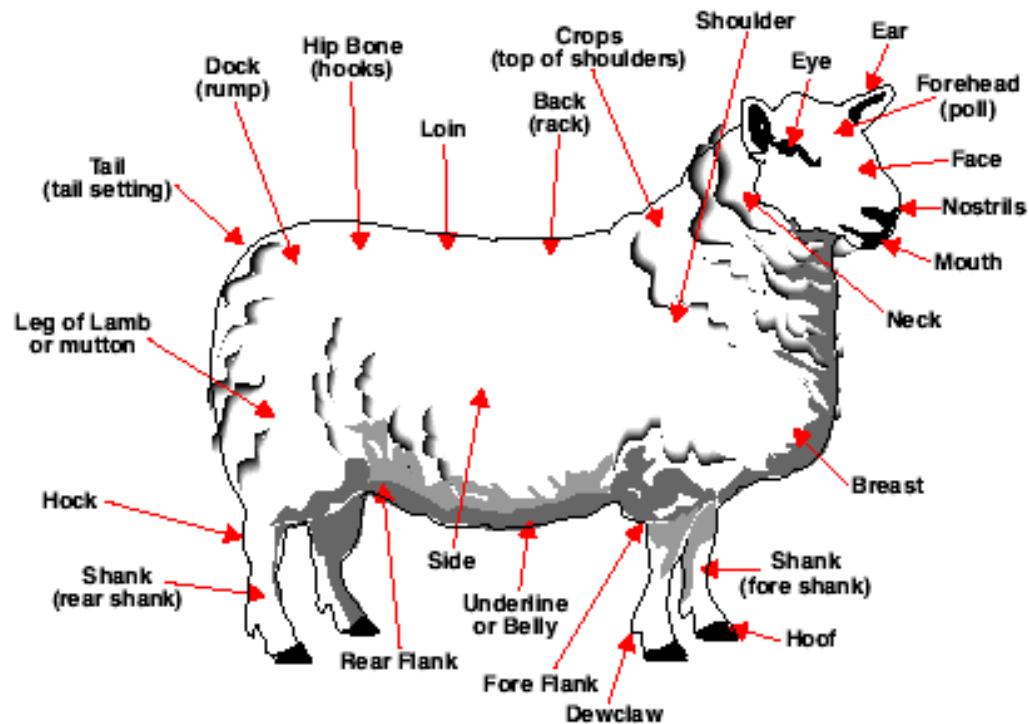 Shoulder
Ear
Hip Bone
(hooks)
Crops
(top of shoulders)
Eye
Dock
(rump)
Forehead
(poll)
Back
(rack)
Loin
Tail
(tail setting)
Face
Nostrils
Mouth
Neck
Leg of Lamb
or mutton
Breast
Hock
Side
Shank
(rear shank)
Shank
(fore shank)
Underline
or Belly
Hoof
Rear Flank
Fore Flank
Dewclaw